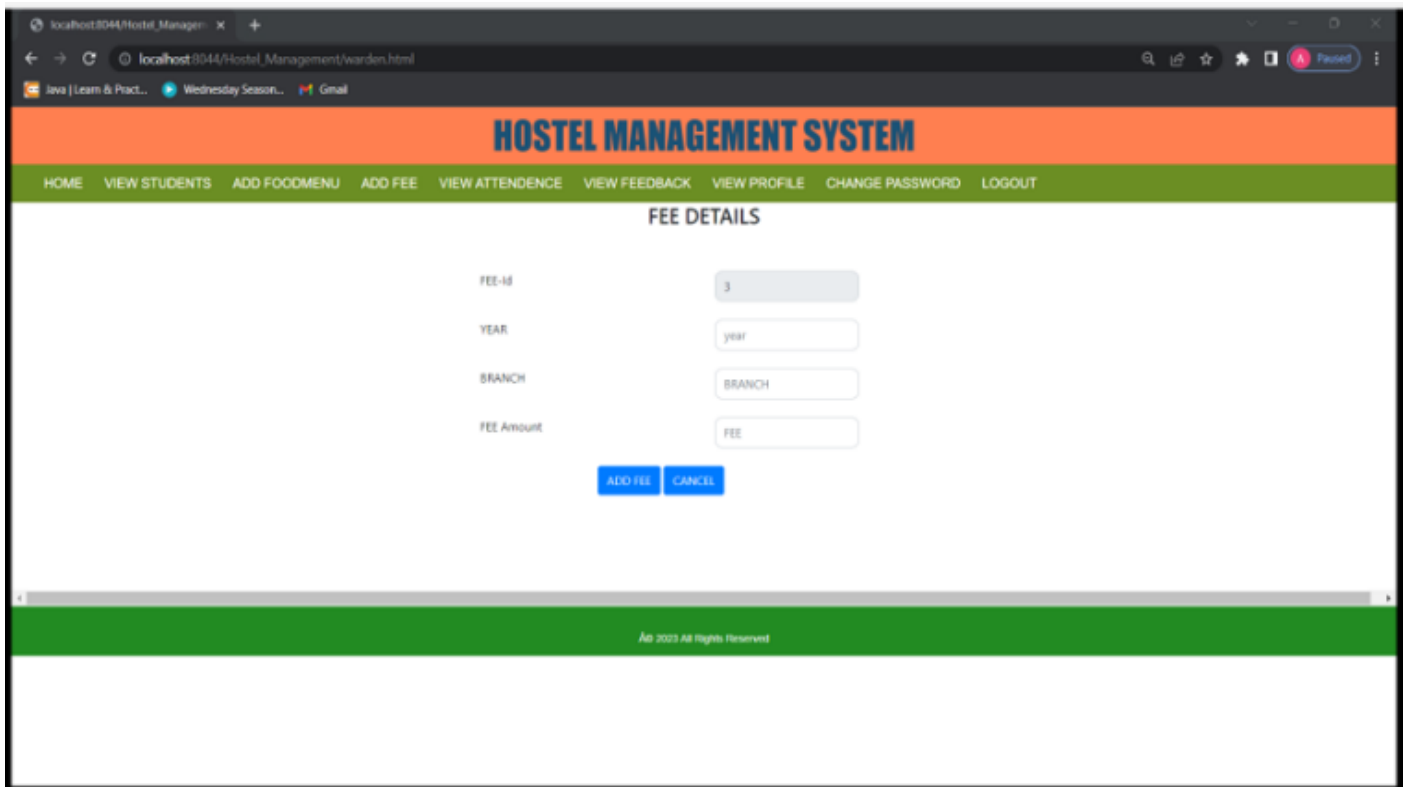 localhost:8044/Hostel_Managem
localhost:8044/Hostel_Management/warden.html
Paused
Java | Learn & Pract... Wednesday Season... Gmail
HOSTEL MANAGEMENT SYSTEM
HOME VIEW STUDENTS ADD FOODMENU ADD FEE VIEW ATTENDENCE VIEW FEEDBACK VIEW PROFILE CHANGE PASSWORD LOGOUT
FEE DETAILS
FEE-Id 3
YEAR year
BRANCH BRANCH
FEE Amount FEE
ADD FEE CANCEL
© 2023 All Rights Reserved